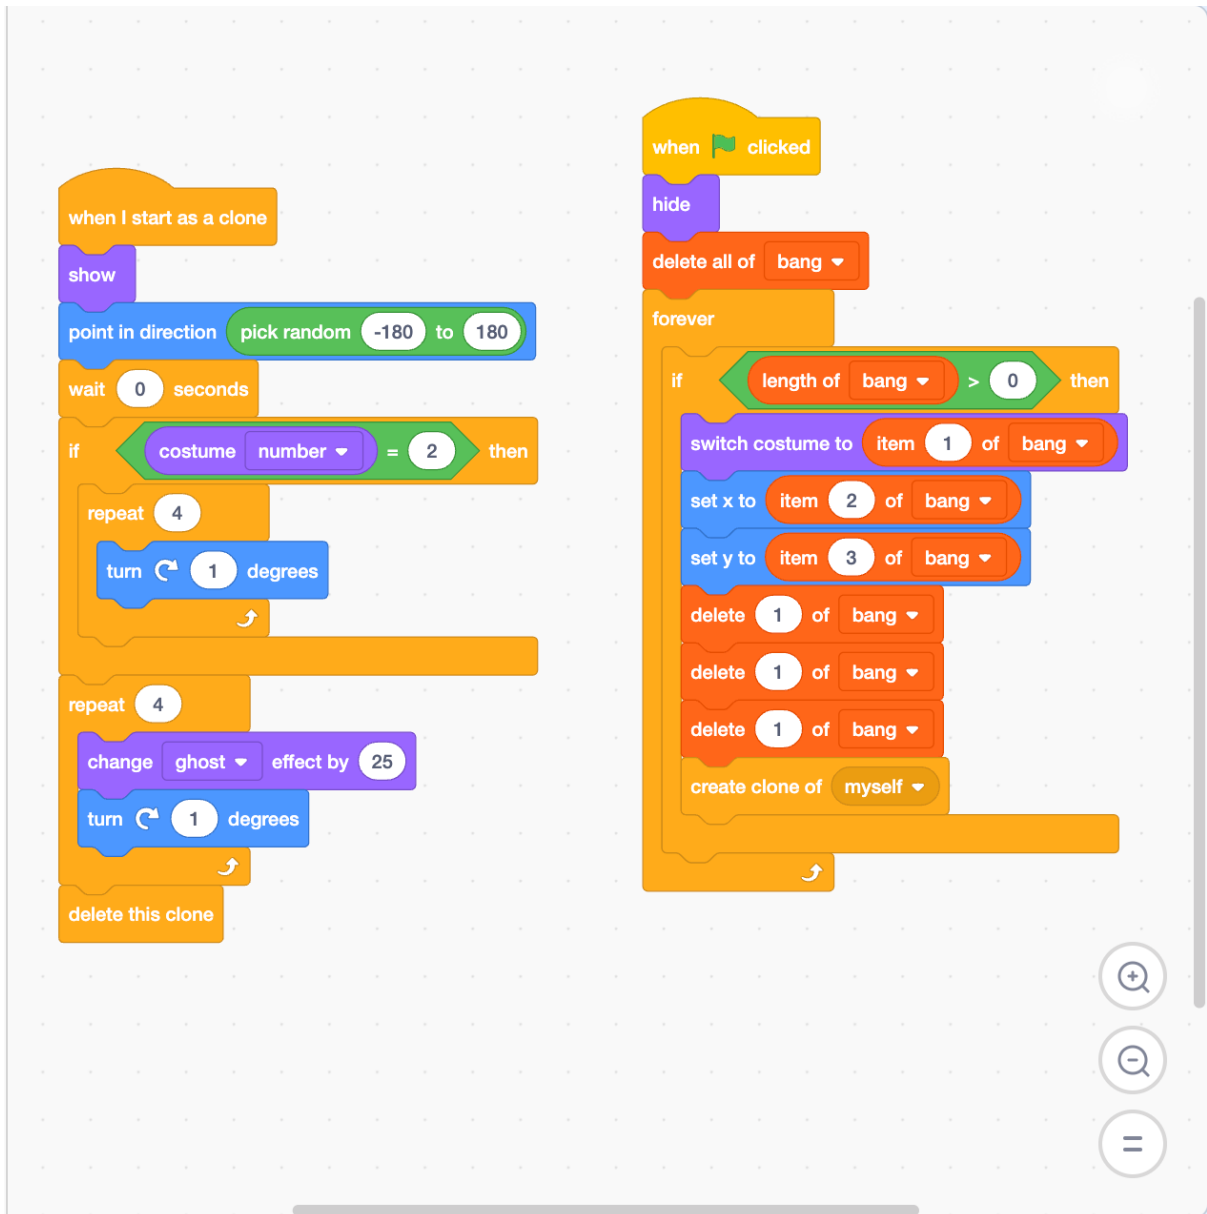 when I start as a clone
show
point in direction pick random -180 to 180
wait 0 seconds
if costume number = 2 then
repeat 4
turn 1 degrees
repeat 4
change ghost effect by 25
turn 1 degrees
delete this clone
when clicked
hide
delete all of bang
forever
if length of bang > 0 then
switch costume to item 1 of bang
set x to item 2 of bang
set y to item 3 of bang
delete 1 of bang
delete 1 of bang
delete 1 of bang
create clone of myself